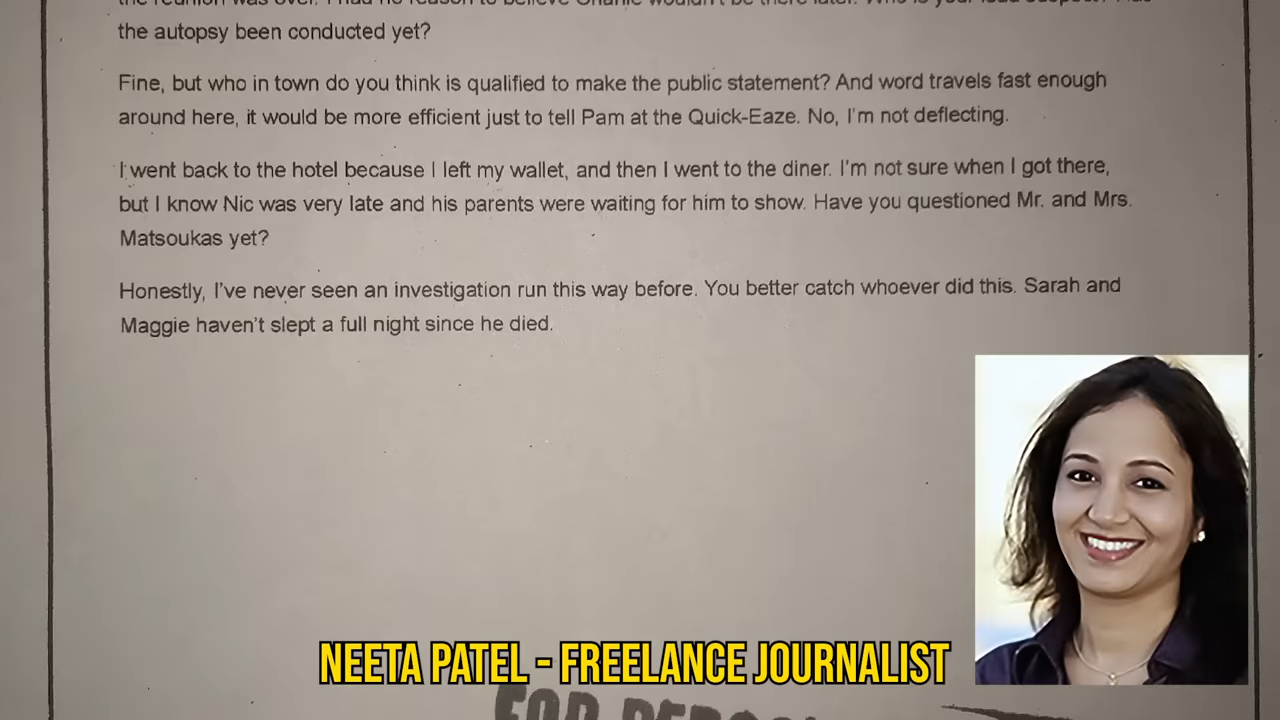 the autopsy been conducted yet?
Fine, but who in town do you think is qualified to make the public statement? And word travels fast enough
around here, it would be more efficient just to tell Pam at the Quick-Eaze. No, I'm not deflecting.
I went back to the hotel because I left my wallet, and then I went to the diner. I'm not sure when I got there,
but I know Nic was very late and his parents were waiting for him to show. Have you questioned Mr. and Mrs.
Matsoukas yet?
Honestly, I've never seen an investigation run this way before. You better catch whoever did this. Sarah and
Maggie haven't slept a full night since he died.
NEETA PATEL - FREELANCE JOURNALIST
FOR